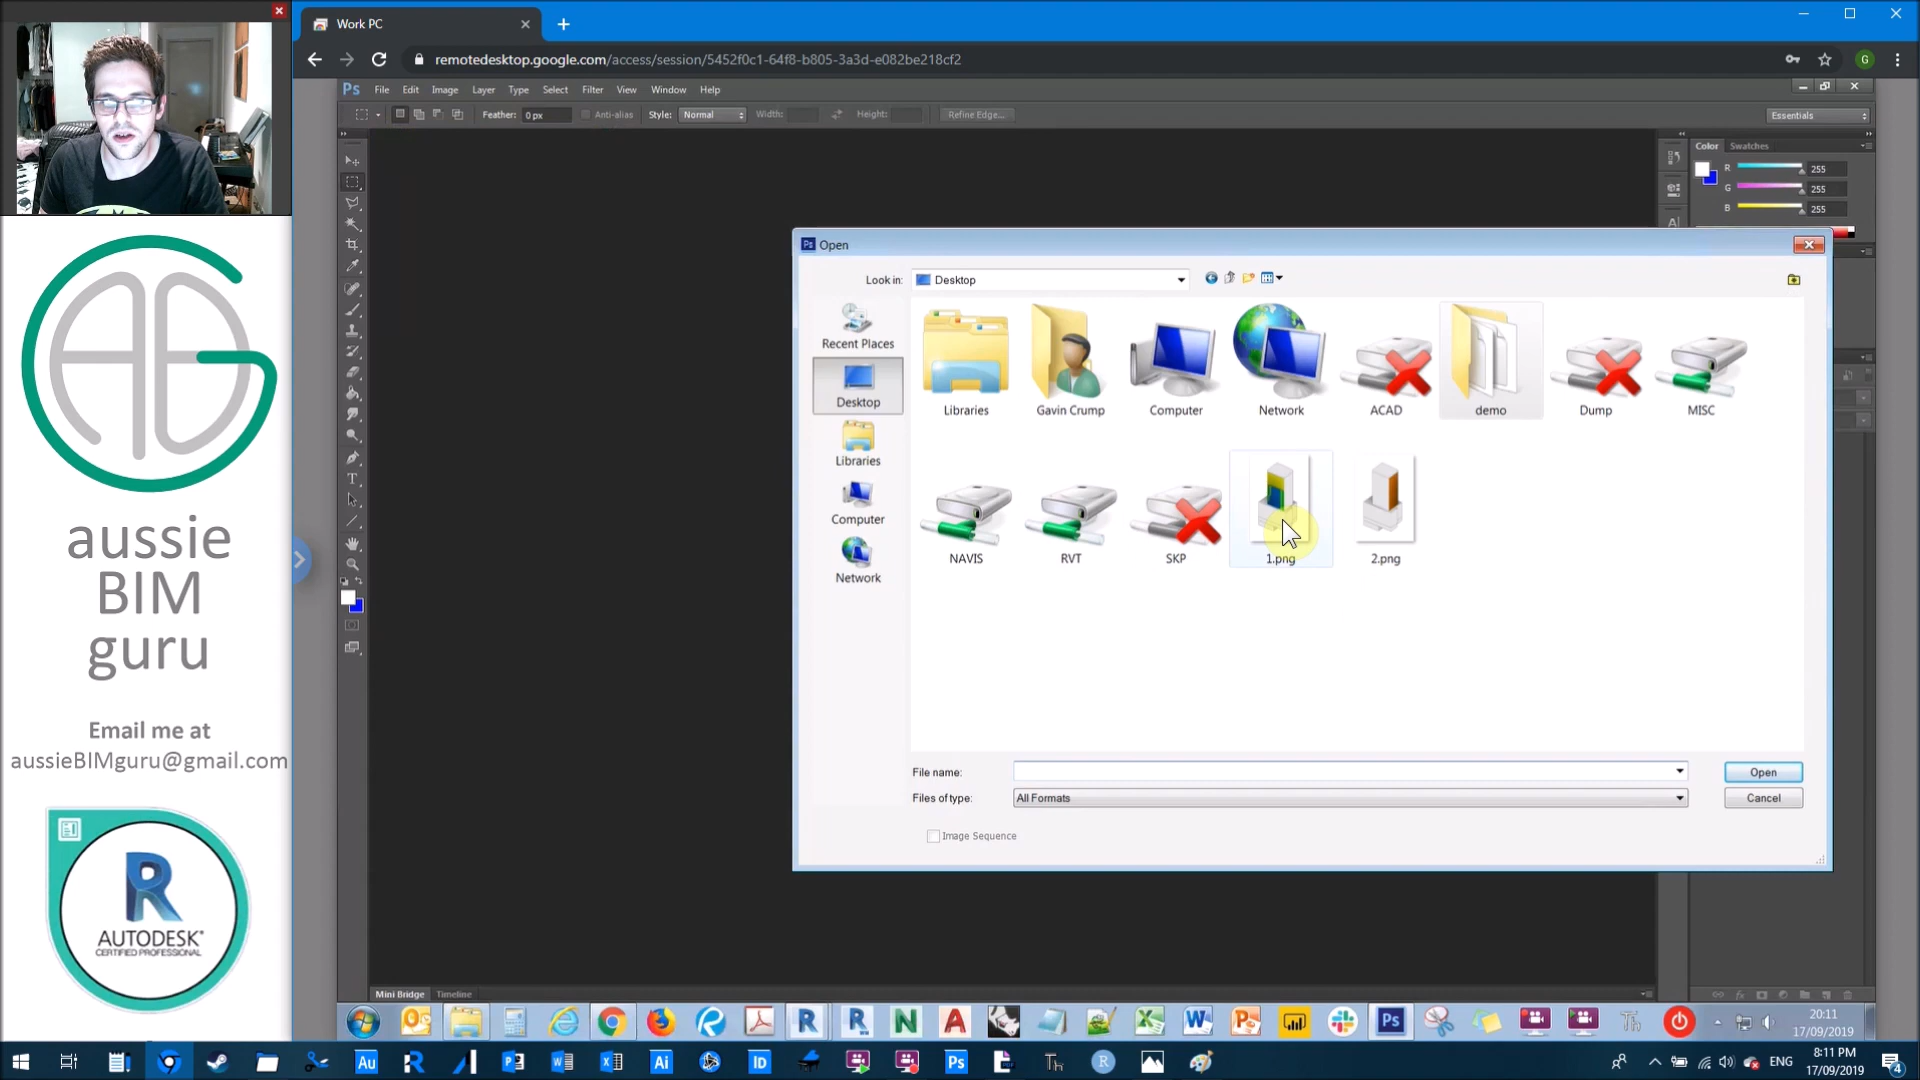 Work PC
remotedesktop.google.com/access/session/5452f0c1-64f8-b805-3a3d-e082be218cf2
G
Ps File Edit Image Layer Type Select Filter View Window Help
Feather: 0 px Anti-alias Style: Normal Width: Height: Refine Edge... Essentials
Color Swatches
R 255
G 255
B 255
Ps Open
Look in: Desktop
Recent Places
Desktop
Libraries
Computer
Network
Libraries Gavin Crump Computer Network ACAD demo Dump MISC
NAVIS RVT SKP 1.png 2.png
File name: Open
Files of type: All Formats Cancel
Image Sequence
AG
aussie
BIM
guru
Email me at
aussieBIMguru@gmail.com
R
AUTODESK®
CERTIFIED PROFESSIONAL
Mini Bridge Timeline
20:11
17/09/2019
ENG
8:11 PM
17/09/2019
4